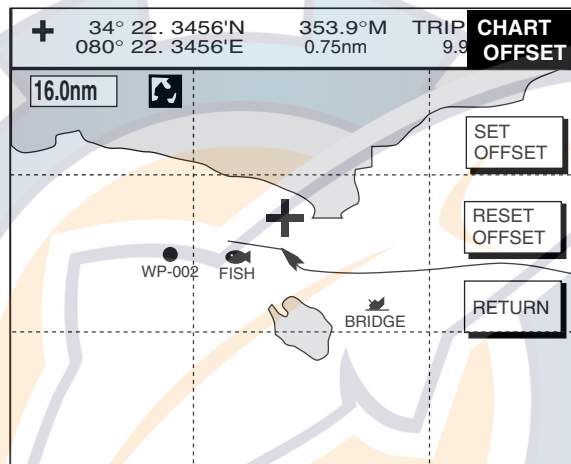 34° 22. 3456'N 353.9°M TRIP CHART
080° 22. 3456'E 0.75nm 9.9 OFFSET
16.0nm
SET
OFFSET
RESET
OFFSET
WP-002 FISH
RETURN
BRIDGE